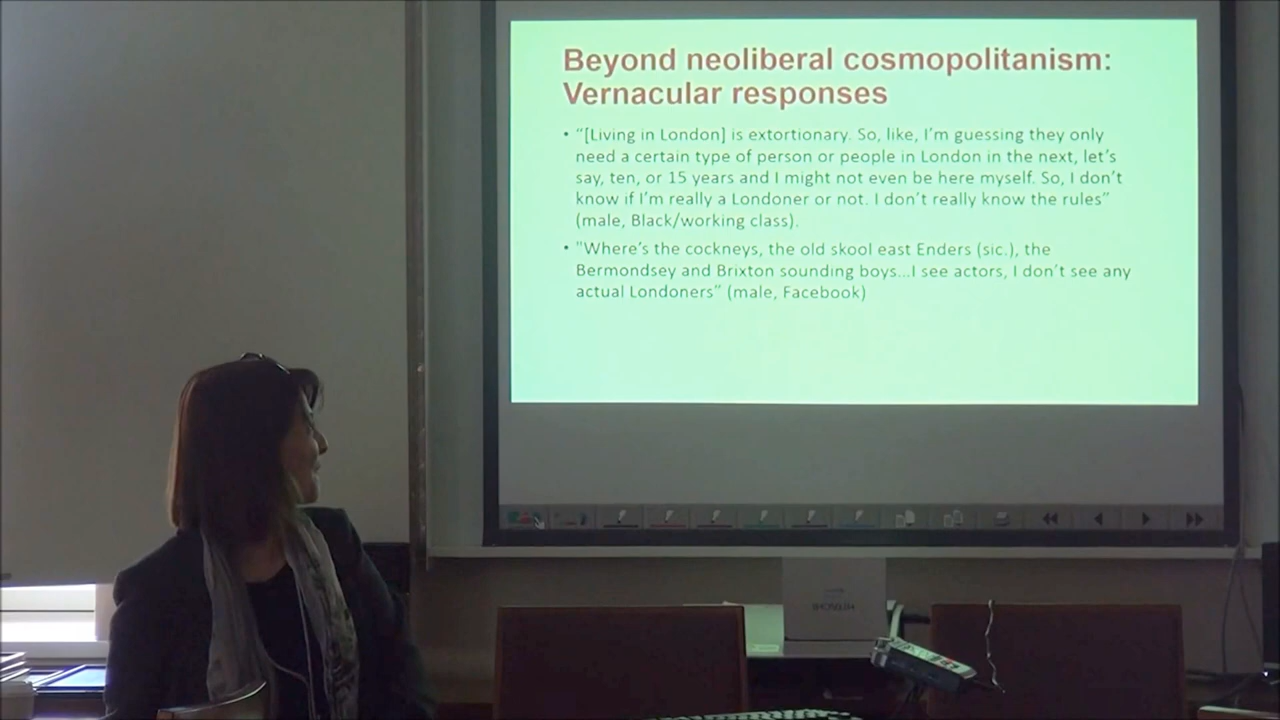 Beyond neoliberal cosmopolitanism:
Vernacular responses
• “[Living in London] is extortionary. So, like, I’m guessing they only
need a certain type of person or people in London in the next, let’s
say, ten, or 15 years and I might not even be here myself. So, I don’t
know if I’m really a Londoner or not. I don’t really know the rules”
(male, Black/working class).
• "Where’s the cockneys, the old skool east Enders (sic.), the
Bermondsey and Brixton sounding boys…I see actors, I don’t see any
actual Londoners” (male, Facebook)